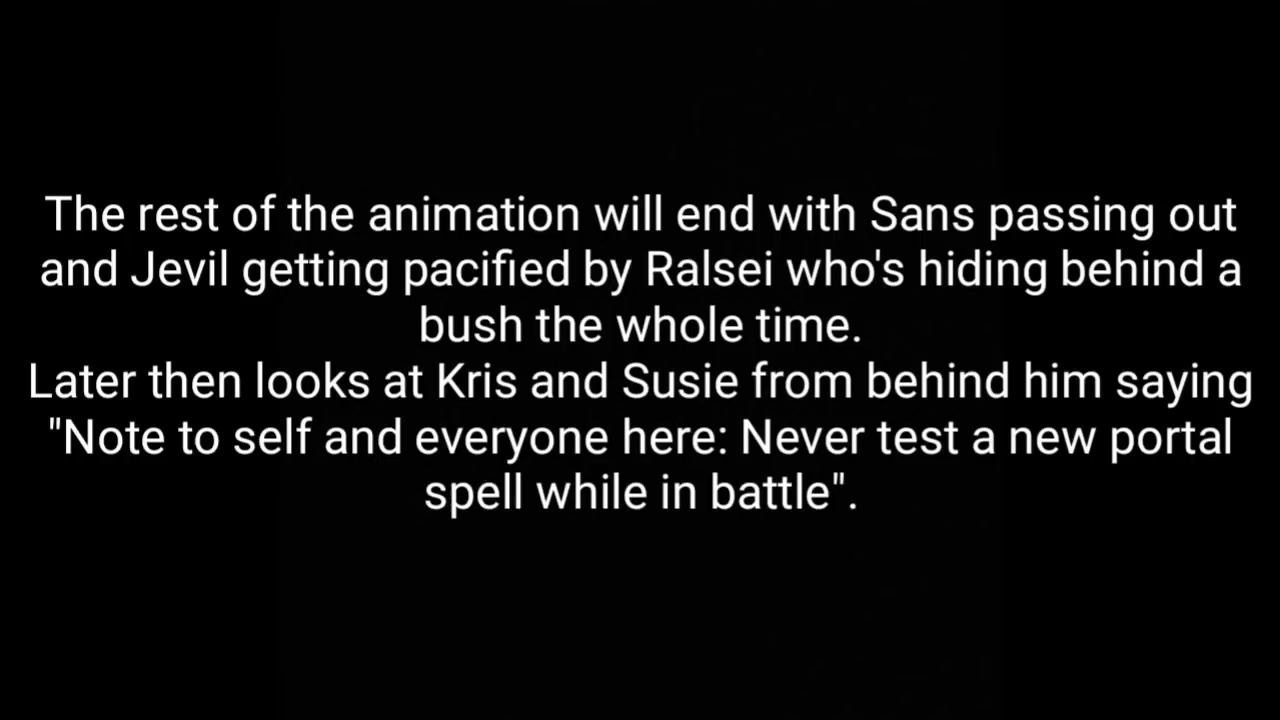 The rest of the animation will end with Sans passing out
and Jevil getting pacified by Ralsei who's hiding behind a
bush the whole time.
Later then looks at Kris and Susie from behind him saying
"Note to self and everyone here: Never test a new portal
spell while in battle".